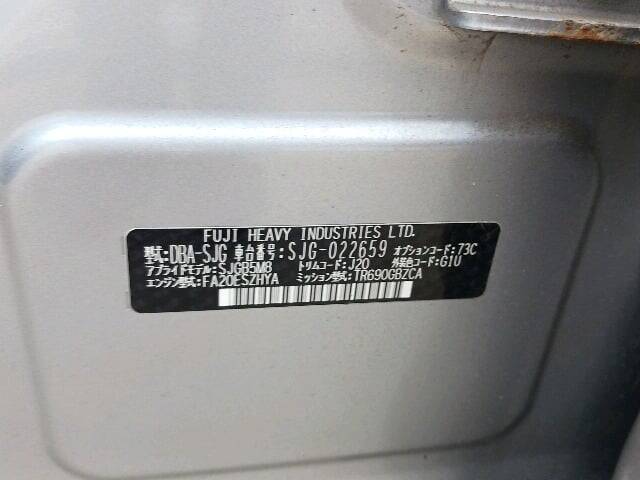 FUJI HEAVY INDUSTRIES LTD.
型式:DBA-SJG 車台番号:SJG-022659 オプションコード:73C
アプライドモデル:SJGB5M8 トリムコード:J20 外装色コード:G1U
エンジン型式:FA20ESZHYA ミッション型式:TR690GBZCA